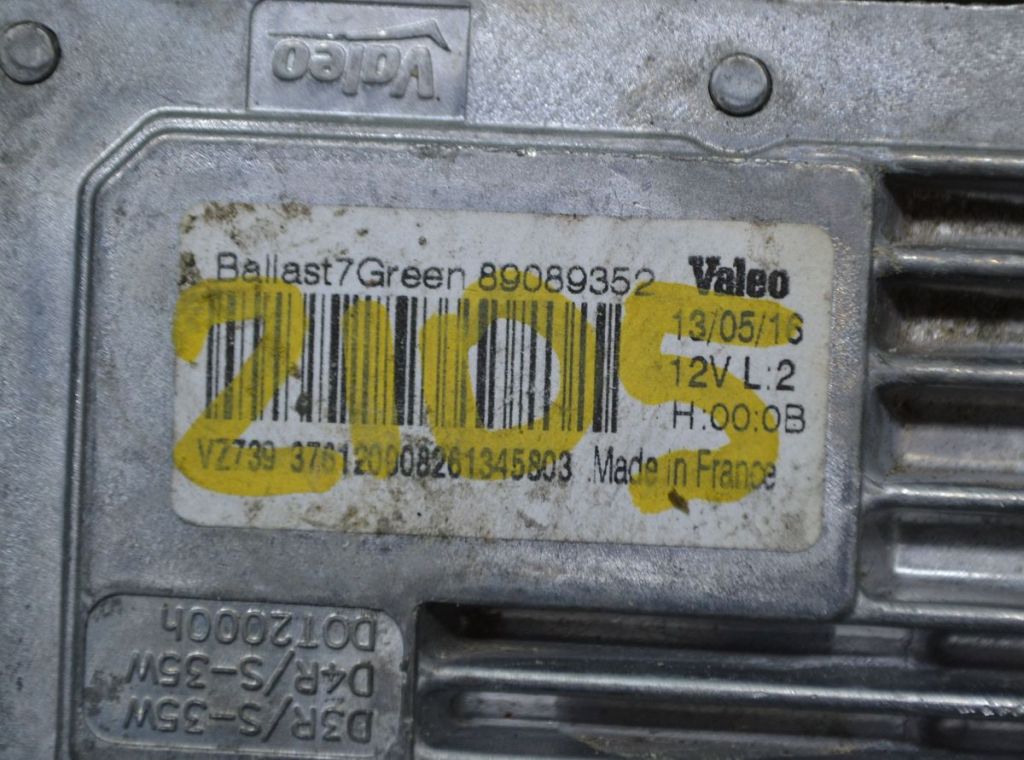 Valeo
Ballast7Green 89089352 Valeo
13/05/16
12V L:2
H:00:0B
VZ739 376120908261345803 Made in France
2105
D3R/S-35W
D4R/S-35W
DOT2000h